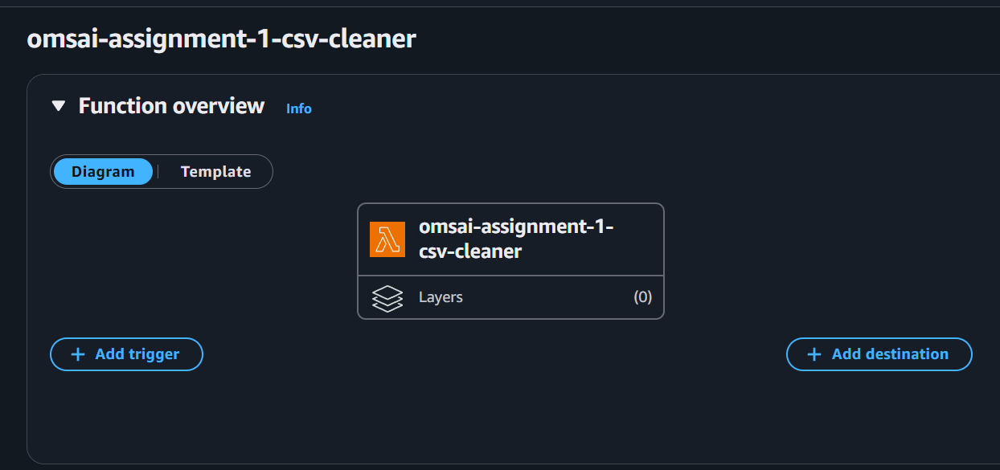 omsai-assignment-1-csv-cleaner
Function overview
Info
Diagram
Template
omsai-assignment-1-
csv-cleaner
Layers
(0)
Add trigger
Add destination